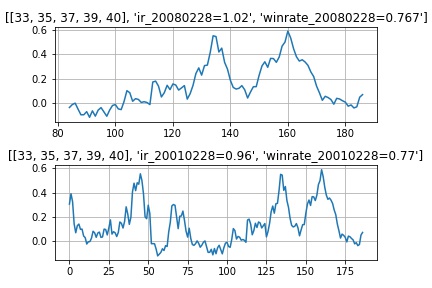 [[33, 35, 37, 39, 40], 'ir_20080228=1.02', 'winrate_20080228=0.767']
0.6
0.4
0.2
0.0
80 100 120 140 160 180
[[33, 35, 37, 39, 40], 'ir_20010228=0.96', 'winrate_20010228=0.77']
0.6
0.4
0.2
0.0
0 25 50 75 100 125 150 175